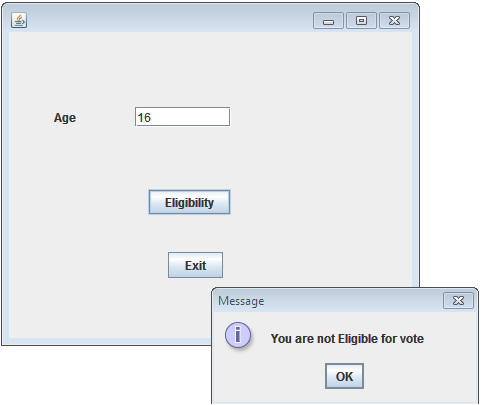 Age
16
Eligibility
Exit
Message
You are not Eligible for vote
OK